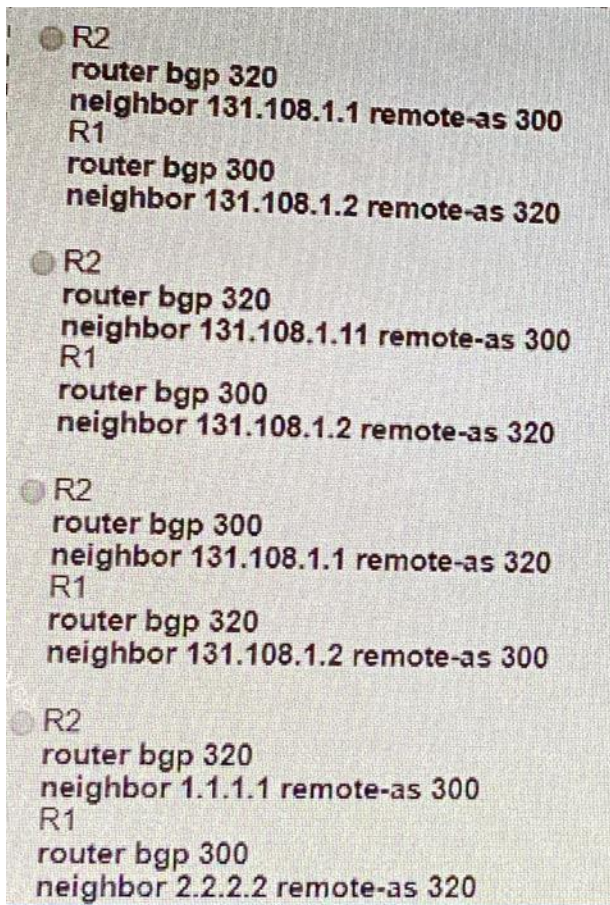 R2
router bgp 320
neighbor 131.108.1.1 remote-as 300
R1
router bgp 300
neighbor 131.108.1.2 remote-as 320
R2
router bgp 320
neighbor 131.108.1.11 remote-as 300
R1
router bgp 300
neighbor 131.108.1.2 remote-as 320
R2
router bgp 300
neighbor 131.108.1.1 remote-as 320
R1
router bgp 320
neighbor 131.108.1.2 remote-as 300
R2
router bgp 320
neighbor 1.1.1.1 remote-as 300
R1
router bgp 300
neighbor 2.2.2.2 remote-as 320